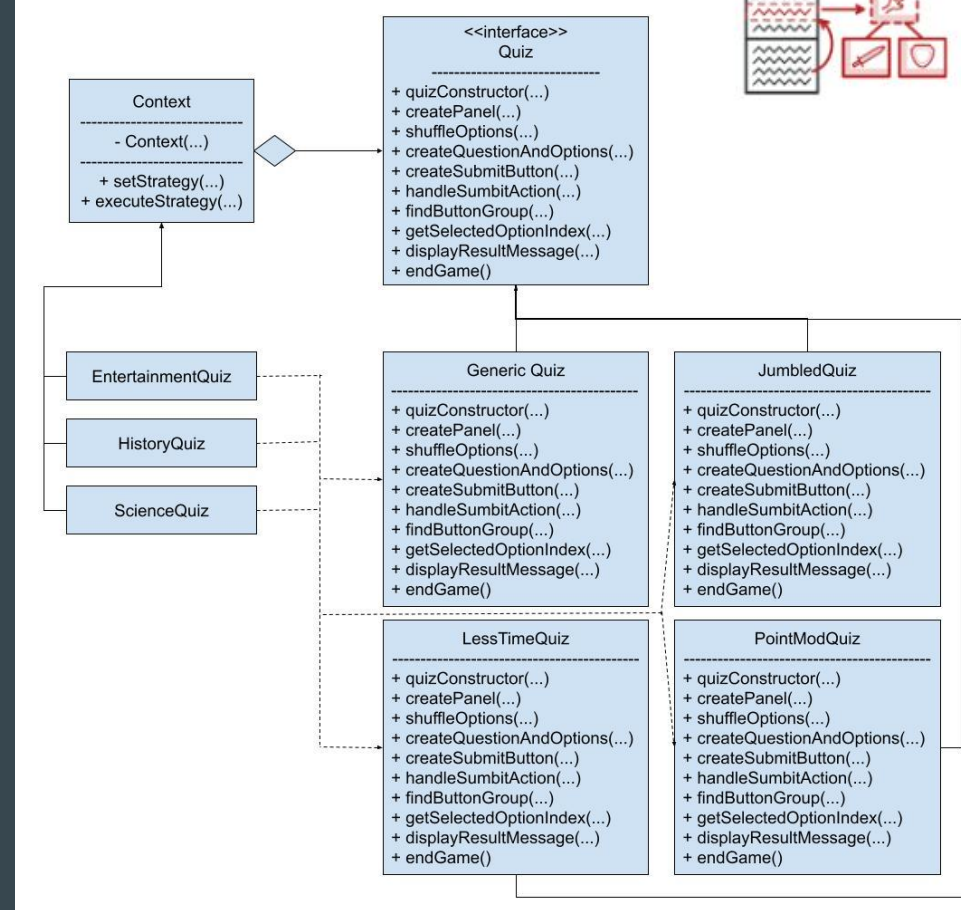 <<interface>>
Quiz
-------------------------------
+ quizConstructor(...)
+ createPanel(...)
+ shuffleOptions(...)
+ createQuestionAndOptions(...)
+ createSubmitButton(...)
+ handleSumbitAction(...)
+ findButtonGroup(...)
+ getSelectedOptionIndex(...)
+ displayResultMessage(...)
+ endGame()
Context
------------------------------
- Context(...)
------------------------------
+ setStrategy(...)
+ executeStrategy(...)
EntertainmentQuiz
HistoryQuiz
ScienceQuiz
Generic Quiz
---------------------------------------------
+ quizConstructor(...)
+ createPanel(...)
+ shuffleOptions(...)
+ createQuestionAndOptions(...)
+ createSubmitButton(...)
+ handleSumbitAction(...)
+ findButtonGroup(...)
+ getSelectedOptionIndex(...)
+ displayResultMessage(...)
+ endGame()
JumbledQuiz
---------------------------------------------
+ quizConstructor(...)
+ createPanel(...)
+ shuffleOptions(...)
+ createQuestionAndOptions(...)
+ createSubmitButton(...)
+ handleSumbitAction(...)
+ findButtonGroup(...)
+ getSelectedOptionIndex(...)
+ displayResultMessage(...)
+ endGame()
LessTimeQuiz
---------------------------------------------
+ quizConstructor(...)
+ createPanel(...)
+ shuffleOptions(...)
+ createQuestionAndOptions(...)
+ createSubmitButton(...)
+ handleSumbitAction(...)
+ findButtonGroup(...)
+ getSelectedOptionIndex(...)
+ displayResultMessage(...)
+ endGame()
PointModQuiz
---------------------------------------------
+ quizConstructor(...)
+ createPanel(...)
+ shuffleOptions(...)
+ createQuestionAndOptions(...)
+ createSubmitButton(...)
+ handleSumbitAction(...)
+ findButtonGroup(...)
+ getSelectedOptionIndex(...)
+ displayResultMessage(...)
+ endGame()